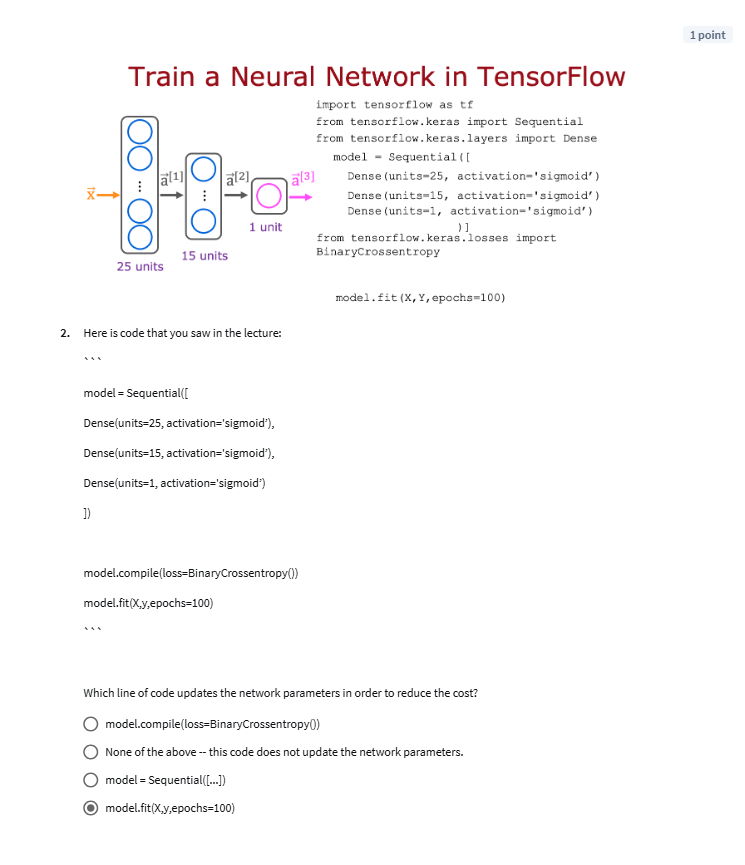 1 point
Train a Neural Network in TensorFlow
import tensorflow as tf
from tensorflow.keras import Sequential
from tensorflow.keras.layers import Dense
model = Sequential([
Dense(units=25, activation='sigmoid')
Dense(units=15, activation='sigmoid')
Dense(units=1, activation='sigmoid')
)]
from tensorflow.keras.losses import
BinaryCrossentropy
model.fit(X,Y,epochs=100)
x⃗
a⃗[1]
a⃗[2]
a⃗[3]
25 units
15 units
1 unit
2. Here is code that you saw in the lecture:
```
model = Sequential([
Dense(units=25, activation='sigmoid'),
Dense(units=15, activation='sigmoid'),
Dense(units=1, activation='sigmoid')
])
model.compile(loss=BinaryCrossentropy())
model.fit(X,y,epochs=100)
```
Which line of code updates the network parameters in order to reduce the cost?
model.compile(loss=BinaryCrossentropy())
None of the above -- this code does not update the network parameters.
model = Sequential([...])
model.fit(X,y,epochs=100)